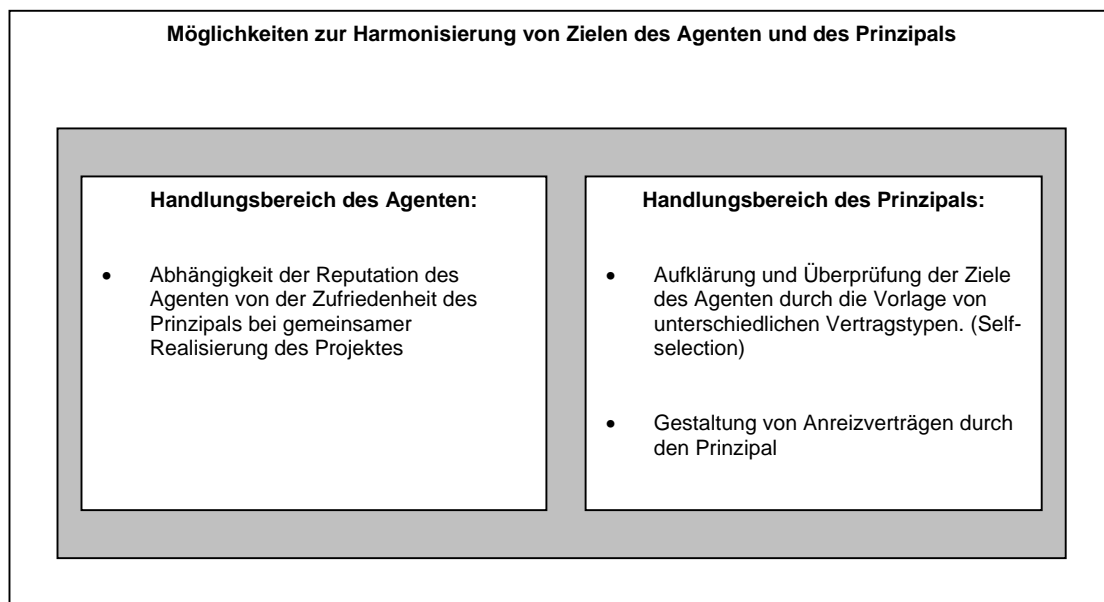 Möglichkeiten zur Harmonisierung von Zielen des Agenten und des Prinzipals
Handlungsbereich des Agenten:
• Abhängigkeit der Reputation des
Agenten von der Zufriedenheit des
Prinzipals bei gemeinsamer
Realisierung des Projektes
Handlungsbereich des Prinzipals:
• Aufklärung und Überprüfung der Ziele
des Agenten durch die Vorlage von
unterschiedlichen Vertragstypen. (Self-
selection)
• Gestaltung von Anreizverträgen durch
den Prinzipal